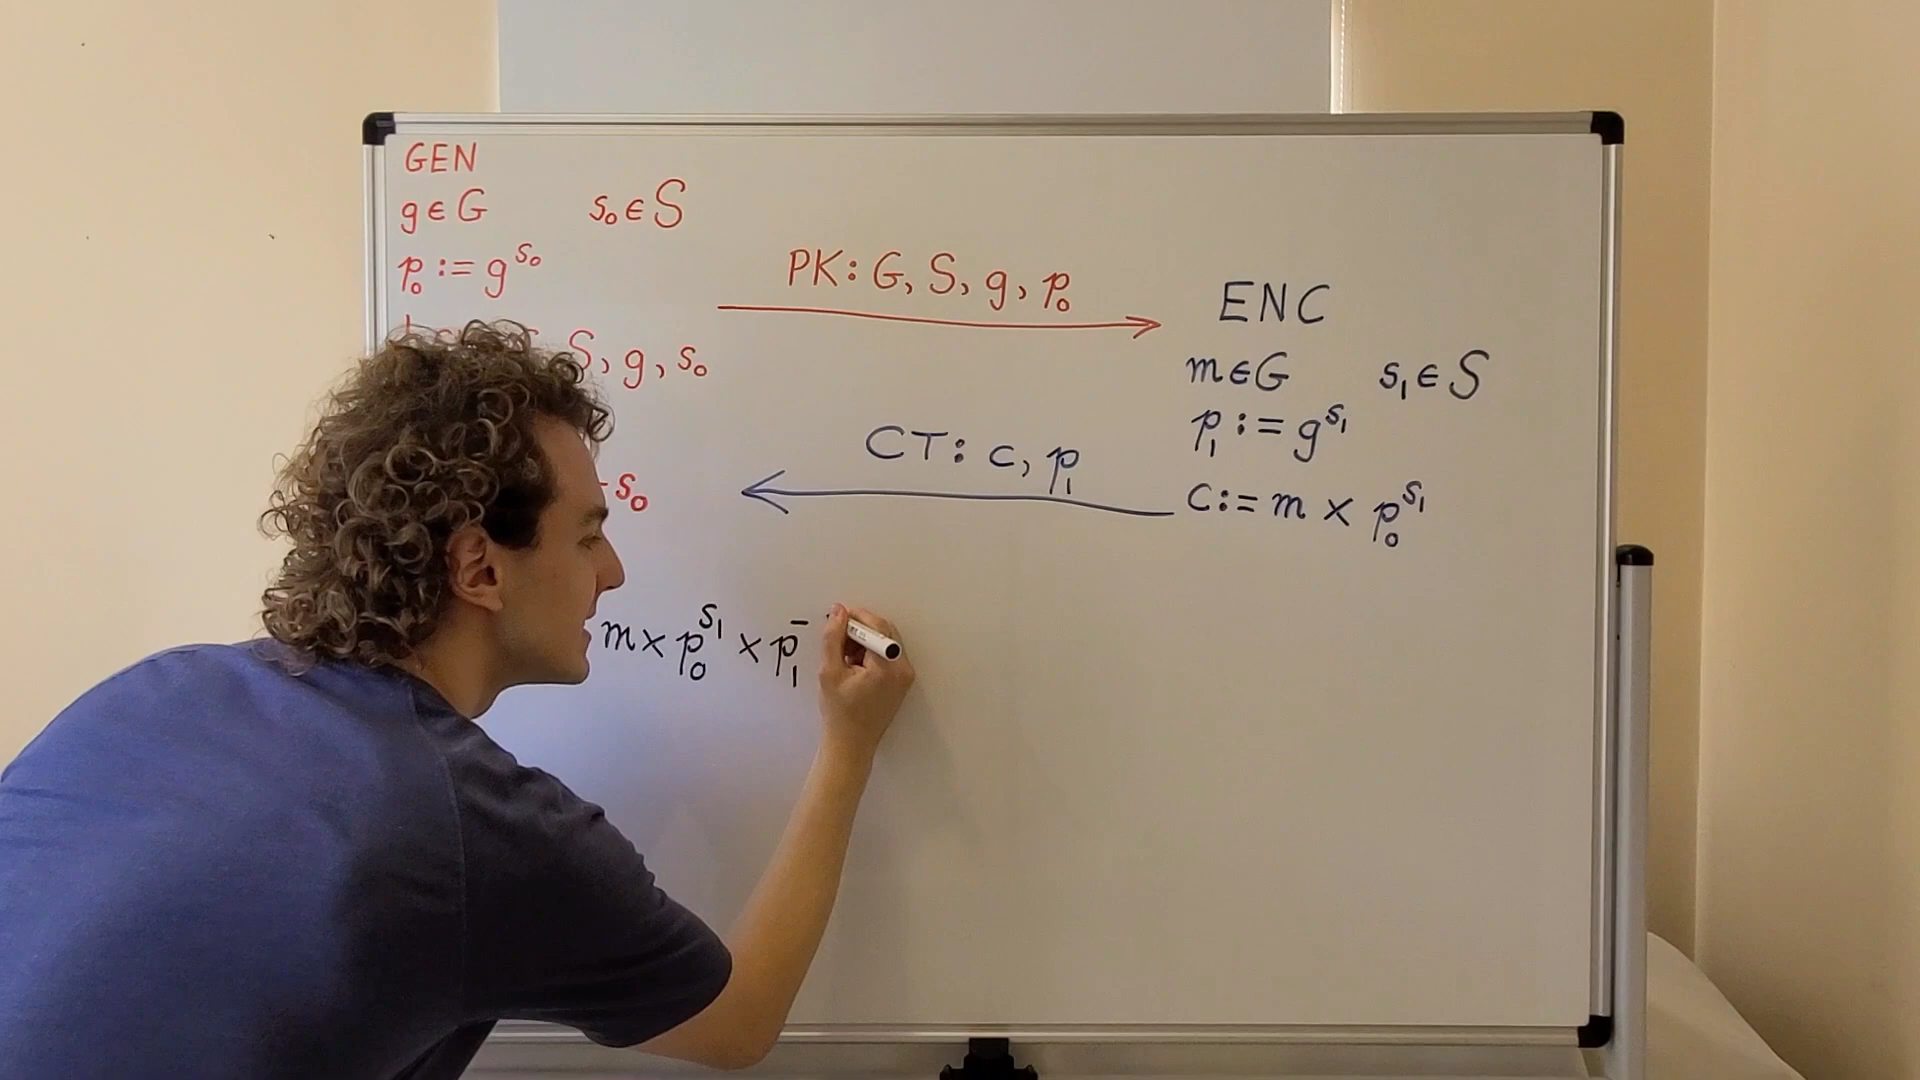 GEN
g ∈ G s₀ ∈ S
p₀ := g^s₀
S, g, s₀
-s₀
PK: G, S, g, p₀
CT: c, p₁
ENC
m ∈ G s₁ ∈ S
p₁ := g^s₁
C := m × p₀^s₁
m × p₀^s₁ × p₁^-